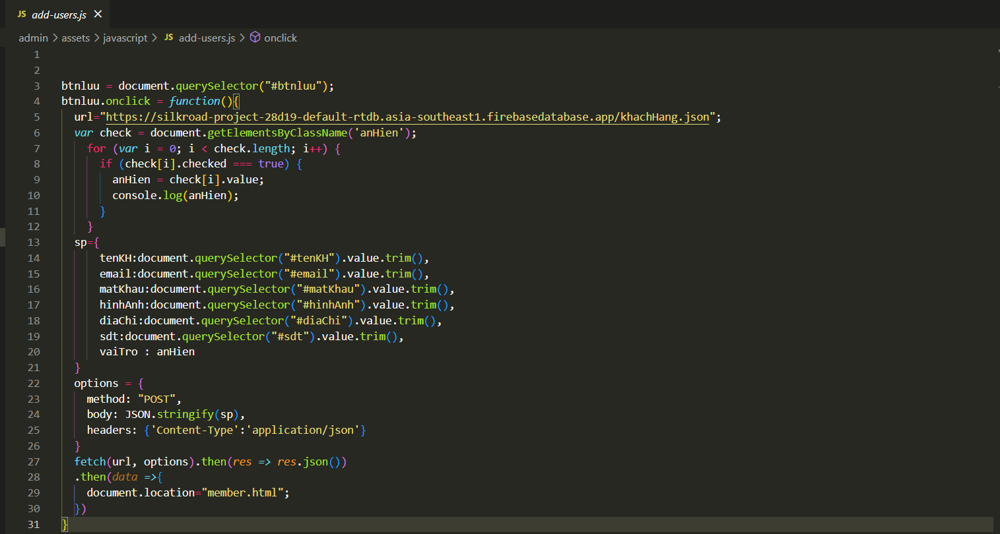 JS add-users.js ×
admin > assets > javascript > JS add-users.js > onclick
1
2
3 btnluu = document.querySelector("#btnluu");
4 btnluu.onclick = function(){
5 url="https://silkroad-project-28d19-default-rtdb.asia-southeast1.firebasedatabase.app/khachHang.json";
6 var check = document.getElementsByClassName('anHien');
7 for (var i = 0; i < check.length; i++) {
8 if (check[i].checked === true) {
9 anHien = check[i].value;
10 console.log(anHien);
11 }
12 }
13 sp={
14 tenKH:document.querySelector("#tenKH").value.trim(),
15 email:document.querySelector("#email").value.trim(),
16 matKhau:document.querySelector("#matKhau").value.trim(),
17 hinhAnh:document.querySelector("#hinhAnh").value.trim(),
18 diaChi:document.querySelector("#diaChi").value.trim(),
19 sdt:document.querySelector("#sdt").value.trim(),
20 vaiTro : anHien
21 }
22 options = {
23 method: "POST",
24 body: JSON.stringify(sp),
25 headers: {'Content-Type':'application/json'}
26 }
27 fetch(url, options).then(res => res.json())
28 .then(data =>{
29 document.location="member.html";
30 })
31 }